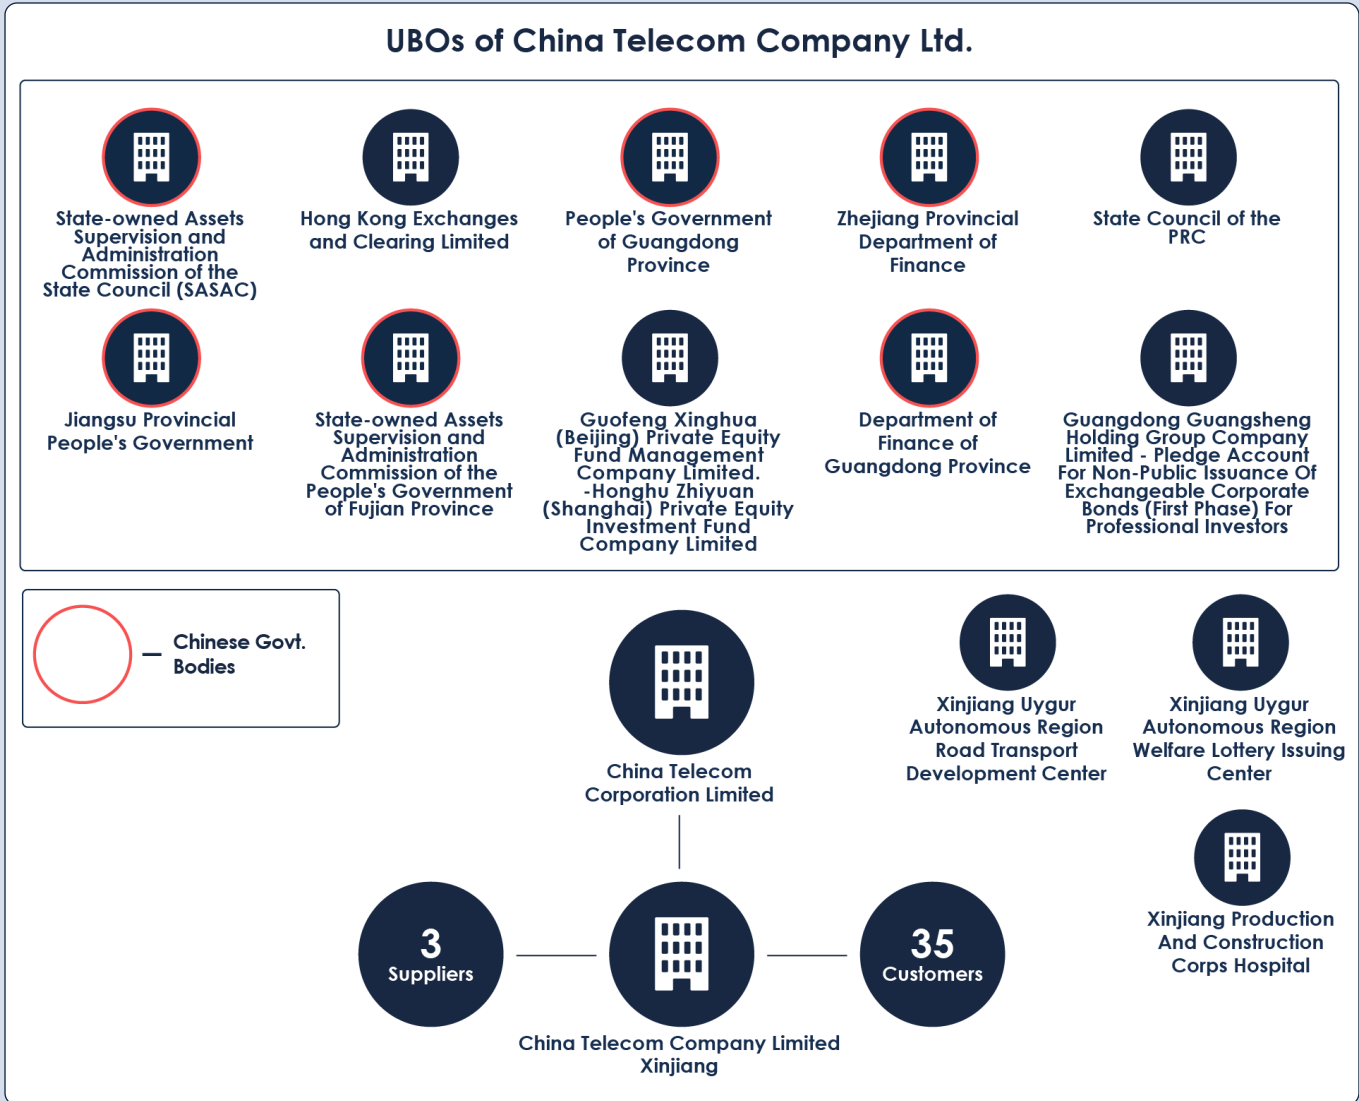 UBOs of China Telecom Company Ltd.
State-owned Assets
Supervision and
Administration
Commission of the
State Council (SASAC)
Hong Kong Exchanges
and Clearing Limited
People's Government
of Guangdong
Province
Zhejiang Provincial
Department of
Finance
State Council of the
PRC
Jiangsu Provincial
People's Government
State-owned Assets
Supervision and
Administration
Commission of the
People's Government
of Fujian Province
Guofeng Xinghua
(Beijing) Private Equity
Fund Management
Company Limited.
-Honghu Zhiyuan
(Shanghai) Private Equity
Investment Fund
Company Limited
Department of
Finance of
Guangdong Province
Guangdong Guangsheng
Holding Group Company
Limited - Pledge Account
For Non-Public Issuance Of
Exchangeable Corporate
Bonds (First Phase) For
Professional Investors
Chinese Govt.
Bodies
China Telecom
Corporation Limited
Xinjiang Uygur
Autonomous Region
Road Transport
Development Center
Xinjiang Uygur
Autonomous Region
Welfare Lottery Issuing
Center
Xinjiang Production
And Construction
Corps Hospital
3
Suppliers
35
Customers
China Telecom Company Limited
Xinjiang